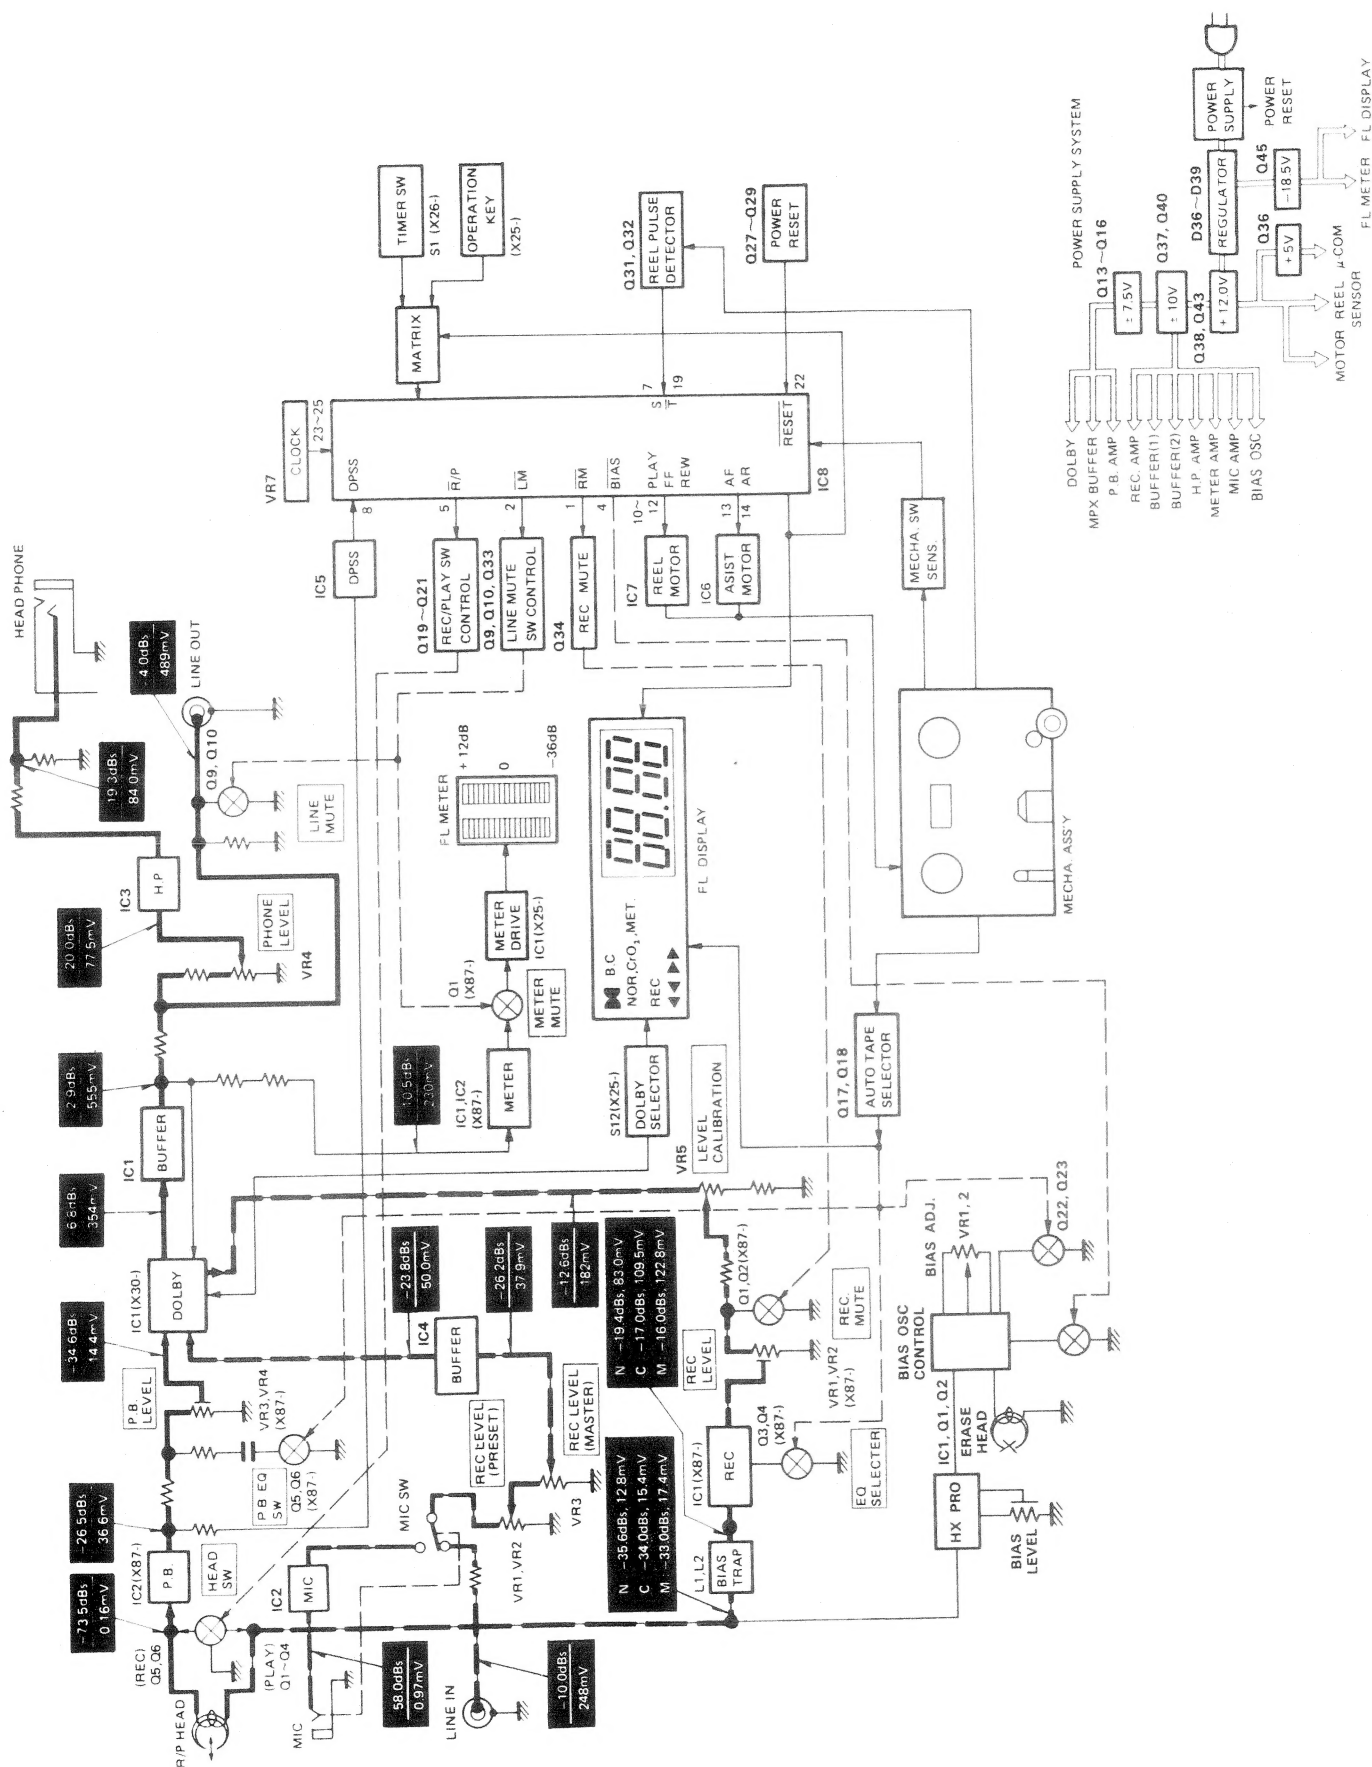 R/P HEAD
(REC)
Q5,Q6
(PLAY)
Q1~Q4
-73.5dBs
0.16mV
IC2(X87-)
P.B.
HEAD
SW
-26.5dBs
36.6mV
P.B EQ
SW
Q5,Q6
(X87-)
P.B.
LEVEL
VR3,VR4
(X87-)
-34.6dBs
14.4mV
IC1(X30-)
DOLBY
6.8dBs
354mV
IC1
BUFFER
2.9dBs
555mV
20.0dBs
77.5mV
PHONE
LEVEL
VR4
IC3
H.P
19.3dBs
84.0mV
HEAD PHONE
4.0dBs
489mV
LINE OUT
Q9, Q10
LINE
MUTE
MIC
58.0dBs
0.97mV
IC2
MIC
MIC SW
LINE IN
-10.0dBs
248mV
VR1,VR2
REC LEVEL
(PRESET)
VR3
REC LEVEL
(MASTER)
-26.2dBs
37.9mV
IC4
BUFFER
-23.8dBs
50.0mV
-12.6dBs
182mV
10.5dBs
230mV
IC1,IC2
(X87-)
METER
Q1
(X87-)
METER
MUTE
METER
DRIVE
IC1(X25-)
FL METER
+12dB
0
-36dB
S12(X25-)
DOLBY
SELECTOR
B.C
NOR,CrO₂,MET.
REC
FL DISPLAY
VR5
LEVEL
CALIBRATION
N -35.6dBs, 12.8mV
C -34.0dBs, 15.4mV
M -33.0dBs, 17.4mV
N -19.4dBs, 83.0mV
C -17.0dBs, 109.5mV
M -16.0dBs, 122.8mV
L1,L2
BIAS
TRAP
IC1(X87-)
REC
Q3,Q4
(X87-)
EQ
SELECTER
REC
LEVEL
VR1,VR2
(X87-)
Q1,Q2(X87-)
REC.
MUTE
HX PRO
BIAS
LEVEL
IC1, Q1, Q2
ERASE
HEAD
BIAS OSC
CONTROL
BIAS ADJ.
VR1, 2
Q22, Q23
Q17, Q18
AUTO TAPE
SELECTOR
MECHA. ASS'Y
MECHA. SW
SENS.
IC5
DPSS
Q19~Q21
REC/PLAY SW
CONTROL
Q9, Q10, Q33
LINE MUTE
SW CONTROL
Q34
REC MUTE
IC7
REEL
MOTOR
IC6
ASIST
MOTOR
VR7
CLOCK
23~25
8
DPSS
5
R/P
2
LM
1
RM
4
BIAS
10~
12
PLAY
FF
REW
13
14
AF
AR
IC8
S
T
7
19
RESET
22
MATRIX
TIMER SW
S1 (X26-)
OPERATION
KEY
(X25-)
Q31, Q32
REEL PULSE
DETECTOR
Q27~Q29
POWER
RESET
POWER SUPPLY SYSTEM
DOLBY
MPX BUFFER
P.B. AMP
REC. AMP
BUFFER(1)
BUFFER(2)
H.P AMP
METER AMP
MIC AMP
BIAS OSC
Q13~Q16
± 7.5V
Q37, Q40
± 10V
Q38, Q43
+12.0V
D36~D39
REGULATOR
POWER
SUPPLY
POWER
RESET
Q36
+5V
Q45
-18.5V
MOTOR
REEL
SENSOR
μ-COM
FL METER
FL DISPLAY